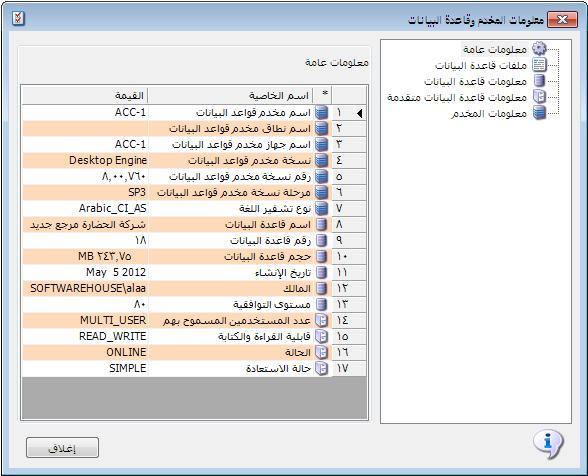 معلومات المخدم وقاعدة البيانات
معلومات عامة
ملفات قاعدة البيانات
معلومات قاعدة البيانات
معلومات قاعدة البيانات متقدمة
معلومات المخدم
معلومات عامة
* اسم الخاصية القيمة
١ اسم مخدم قواعد البيانات ACC-1
٢ اسم نطاق مخدم قواعد البيانات
٣ اسم جهاز مخدم قواعد البيانات ACC-1
٤ نسخة مخدم قواعد البيانات Desktop Engine
٥ رقم نسخة مخدم قواعد البيانات ٨,٠٠,٧٦٠
٦ مرحلة نسخة مخدم قواعد البيانات SP3
٧ نوع تشفير اللغة Arabic_CI_AS
٨ اسم قاعدة البيانات شركة الحضارة مرجع جديد
٩ رقم قاعدة البيانات ١٨
١٠ حجم قاعدة البيانات MB ٢٤٣,٧٥
١١ تاريخ الإنشاء May 5 2012
١٢ المالك SOFTWAREHOUSE\alaa
١٣ مستوى التوافقية ٨٠
١٤ عدد المستخدمين المسموح بهم MULTI_USER
١٥ قابلية القراءة والكتابة READ_WRITE
١٦ الحالة ONLINE
١٧ حالة الاستعادة SIMPLE
إغلاق